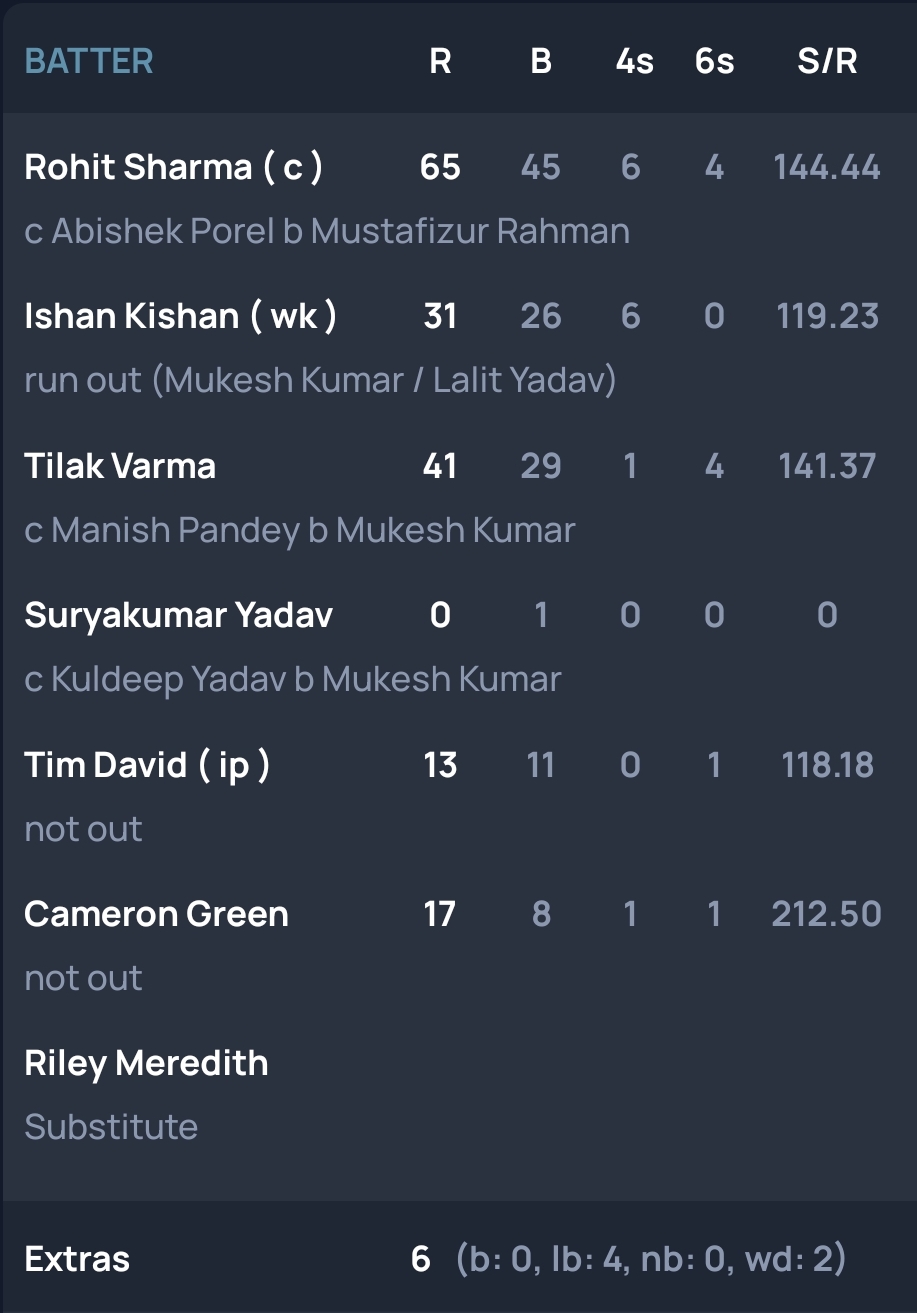 BATTER R B 4s 6s S/R
Rohit Sharma ( c ) 65 45 6 4 144.44
c Abishek Porel b Mustafizur Rahman
Ishan Kishan ( wk ) 31 26 6 0 119.23
run out (Mukesh Kumar / Lalit Yadav)
Tilak Varma 41 29 1 4 141.37
c Manish Pandey b Mukesh Kumar
Suryakumar Yadav 0 1 0 0 0
c Kuldeep Yadav b Mukesh Kumar
Tim David ( ip ) 13 11 0 1 118.18
not out
Cameron Green 17 8 1 1 212.50
not out
Riley Meredith
Substitute
Extras 6 (b: 0, lb: 4, nb: 0, wd: 2)